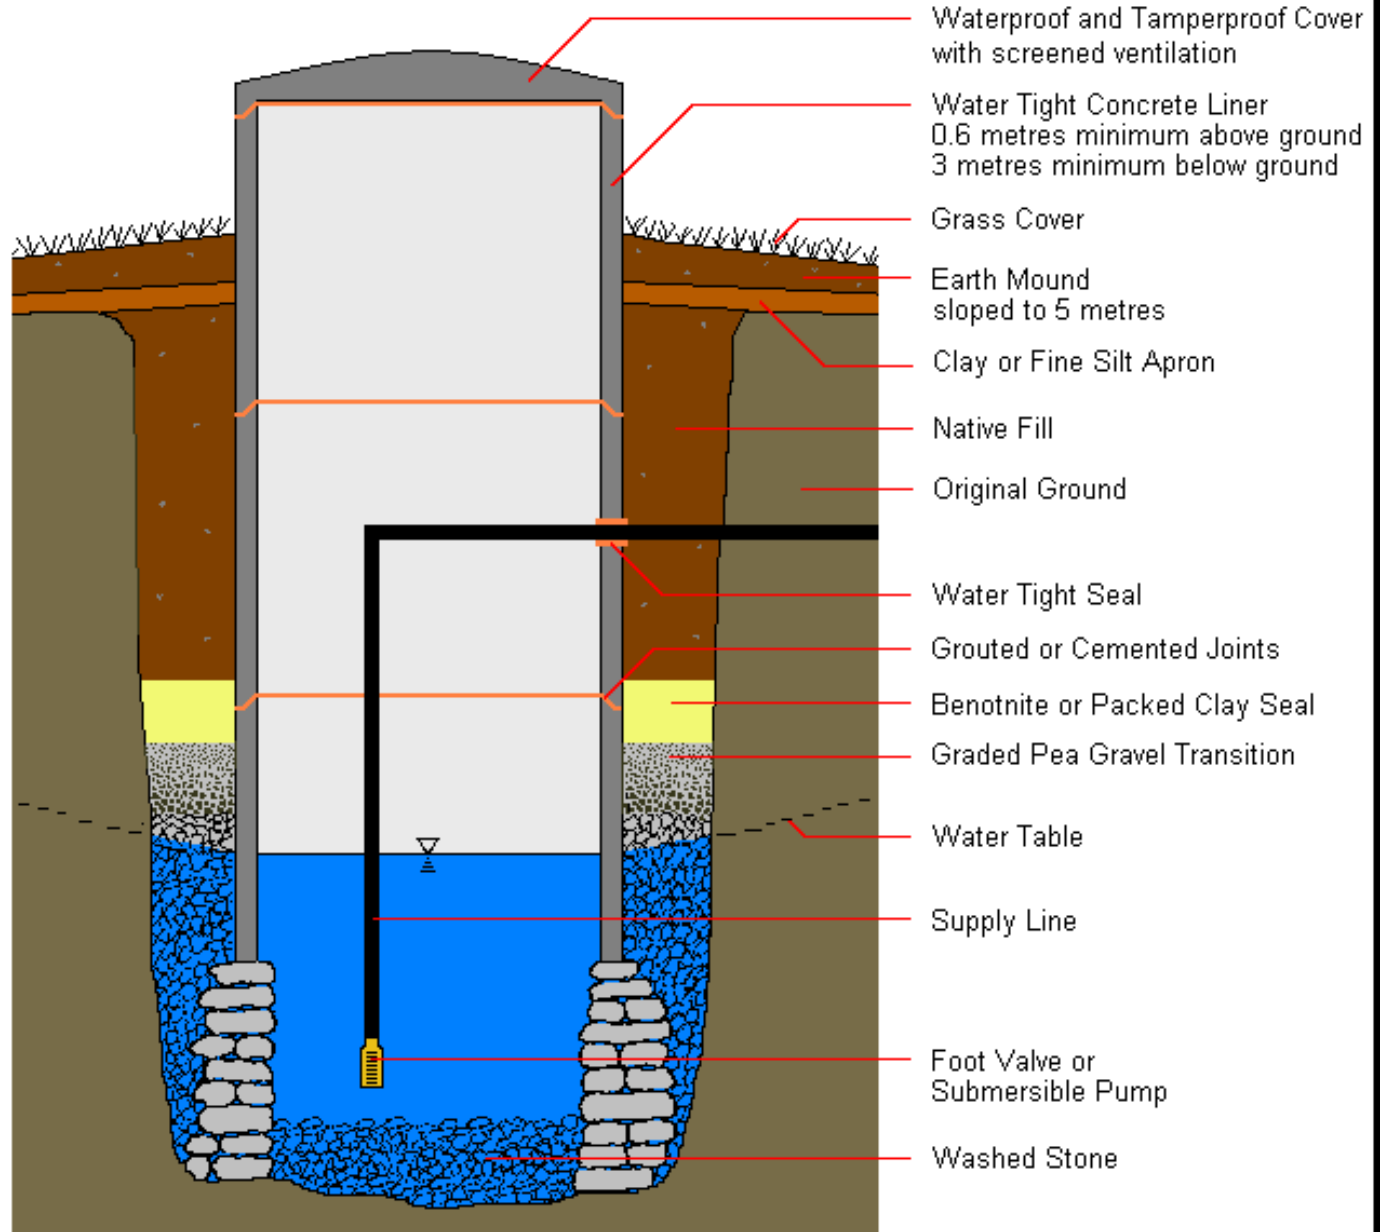 Waterproof and Tamperproof Cover
with screened ventilation
Water Tight Concrete Liner
0.6 metres minimum above ground
3 metres minimum below ground
Grass Cover
Earth Mound
sloped to 5 metres
Clay or Fine Silt Apron
Native Fill
Original Ground
Water Tight Seal
Grouted or Cemented Joints
Benotnite or Packed Clay Seal
Graded Pea Gravel Transition
Water Table
Supply Line
Foot Valve or
Submersible Pump
Washed Stone